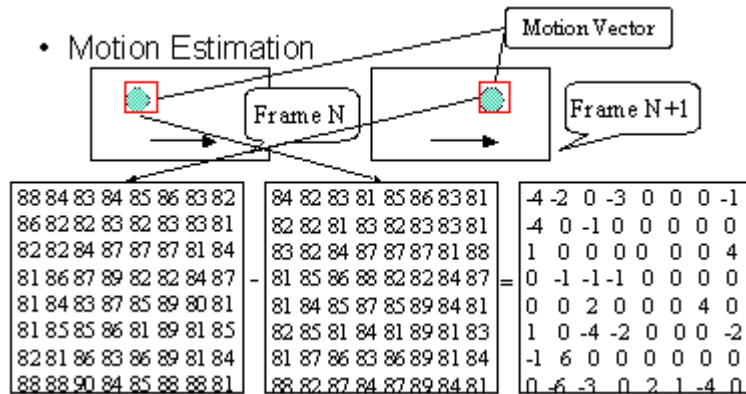 • Motion Estimation
Motion Vector
Frame N
Frame N+1
88 84 83 84 85 86 83 82
86 82 82 83 82 83 83 81
82 82 84 87 87 87 81 84
81 86 87 89 82 82 84 87
81 84 83 87 85 89 80 81
81 85 85 86 81 89 81 85
82 81 86 83 86 89 81 84
88 88 90 84 85 88 88 81
-
84 82 83 81 85 86 83 81
82 82 81 83 82 83 83 81
83 82 84 87 87 87 81 88
81 85 86 88 82 82 84 87
81 84 85 87 85 89 84 81
82 85 81 84 81 89 81 83
81 87 86 83 86 89 81 84
88 82 87 84 87 89 84 81
=
-4 -2 0 -3 0 0 0 -1
-4 0 -1 0 0 0 0 0
1 0 0 0 0 0 0 4
0 -1 -1 -1 0 0 0 0
0 0 2 0 0 0 4 0
1 0 -4 -2 0 0 0 -2
-1 6 0 0 0 0 0 0
0 -6 -3 0 2 1 -4 0